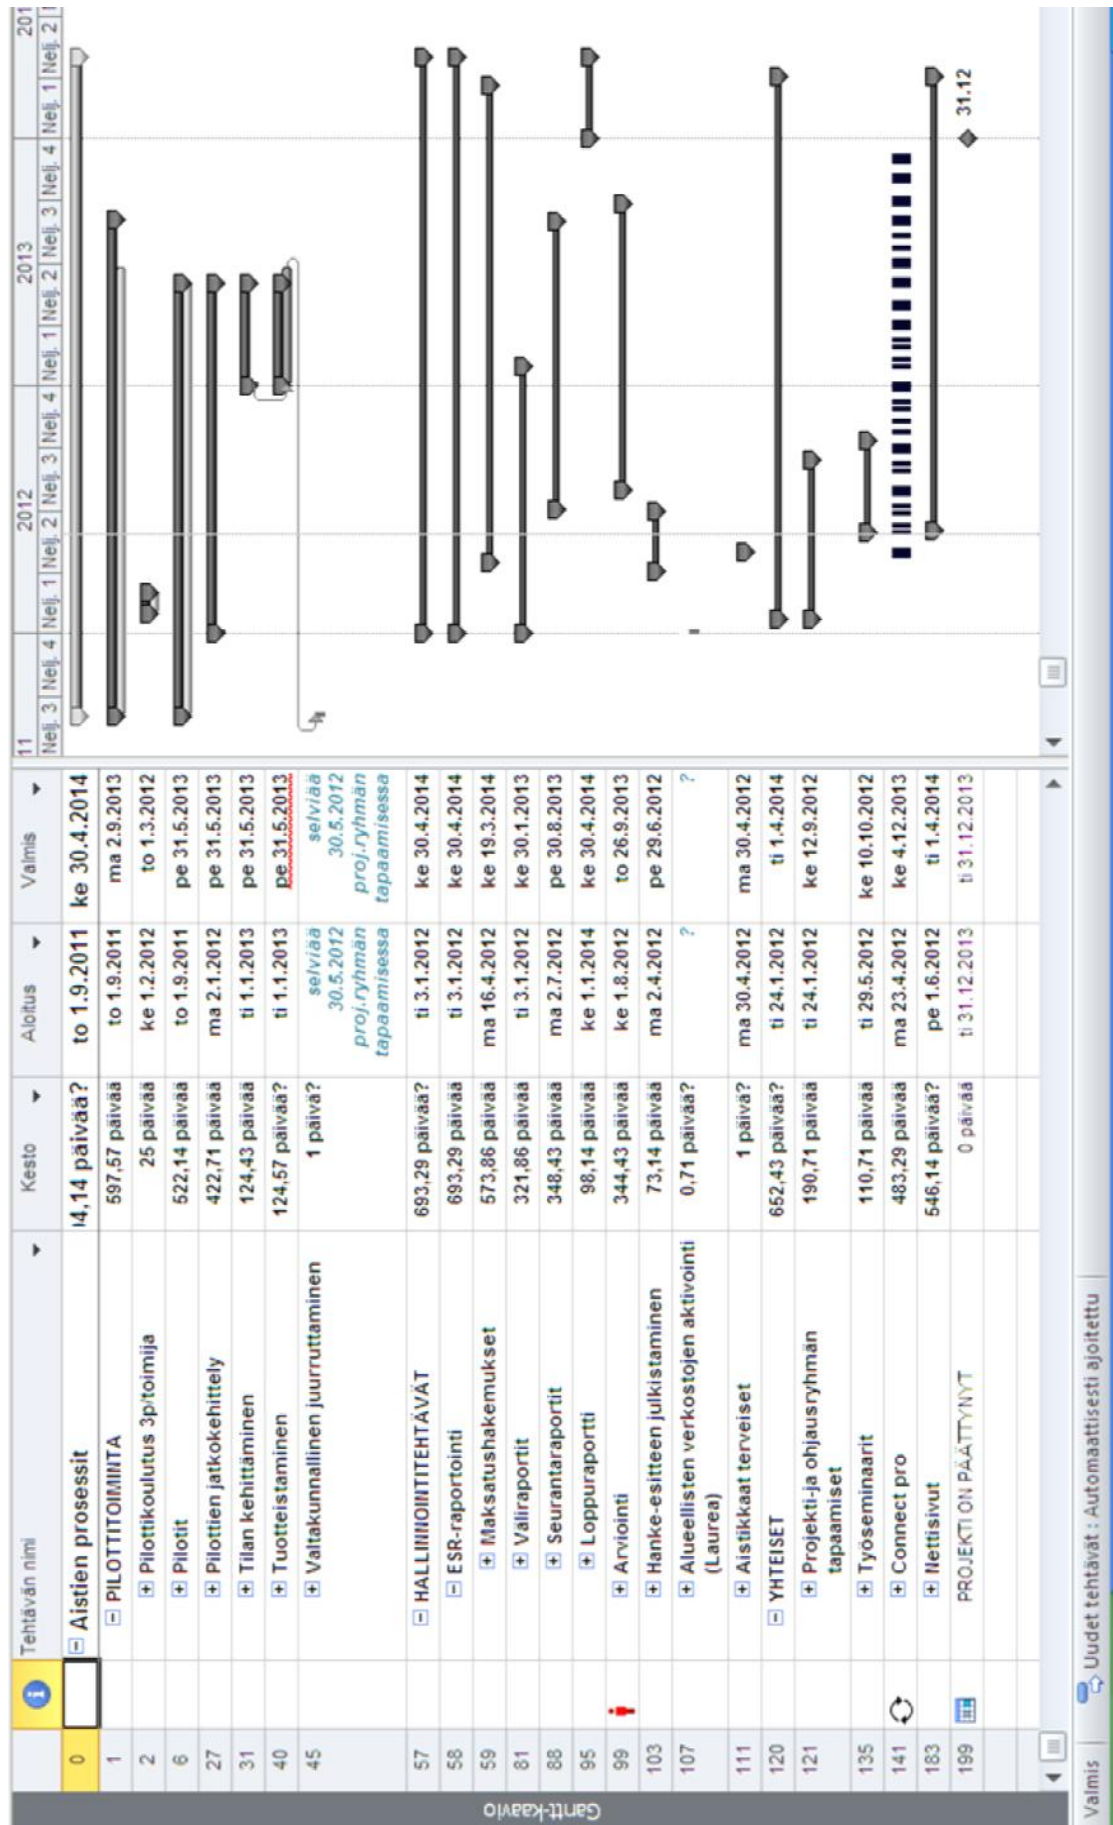 Tehtävän nimi Kesto Aloitus Valmis
11 2012 2013 201
Nelj. 3 Nelj. 4 Nelj. 1 Nelj. 2 Nelj. 3 Nelj. 4 Nelj. 1 Nelj. 2 Nelj. 3 Nelj. 4 Nelj. 1 Nelj. 2
0 Aistien prosessit 4,14 päivää? to 1.9.2011 ke 30.4.2014
1 PILOTTITOIMINTA 597,57 päivää to 1.9.2011 ma 2.9.2013
2 Pilottikoulutus 3p/toimija 25 päivää ke 1.2.2012 to 1.3.2012
6 Pilotit 522,14 päivää to 1.9.2011 pe 31.5.2013
27 Pilottien jatkokehittely 422,71 päivää ma 2.1.2012 pe 31.5.2013
31 Tilan kehittäminen 124,43 päivää ti 1.1.2013 pe 31.5.2013
40 Tuotteistaminen 124,57 päivää? ti 1.1.2013 pe 31.5.2013
45 Valtakunnallinen juurruttaminen 1 päivä? selviää selviää
30.5.2012 30.5.2012
proj.ryhmän proj.ryhmän
tapaamisessa tapaamisessa
57 HALLINNOINTITEHTÄVÄT 693,29 päivää? ti 3.1.2012 ke 30.4.2014
58 ESR-raportointi 693,29 päivää ti 3.1.2012 ke 30.4.2014
59 Maksatushakemukset 573,86 päivää ma 16.4.2012 ke 19.3.2014
81 Väliraportit 321,86 päivää ti 3.1.2012 ke 30.1.2013
88 Seurantaraportit 348,43 päivää ma 2.7.2012 pe 30.8.2013
95 Loppuraportti 98,14 päivää ke 1.1.2014 ke 30.4.2014
99 Arviointi 344,43 päivää ke 1.8.2012 to 26.9.2013
103 Hanke-esitteen julkistaminen 73,14 päivää ma 2.4.2012 pe 29.6.2012
107 Alueellisten verkostojen aktivointi 0,71 päivää? ? ?
(Laurea)
111 Aistikkaat terveiset 1 päivä? ma 30.4.2012 ma 30.4.2012
120 YHTEISET 652,43 päivää? ti 24.1.2012 ti 1.4.2014
121 Projekti-ja ohjausryhmän 190,71 päivää ti 24.1.2012 ke 12.9.2012
tapaamiset
135 Työseminaarit 110,71 päivää ti 29.5.2012 ke 10.10.2012
141 Connect pro 483,29 päivää ma 23.4.2012 ke 4.12.2013
183 Nettisivut 546,14 päivää? pe 1.6.2012 ti 1.4.2014
199 PROJEKTI ON PÄÄTTYNYT 0 päivää ti 31.12.2013 ti 31.12.2013
31.12
Gantt-kaavio
Valmis Uudet tehtävät : Automaattisesti ajoitettu